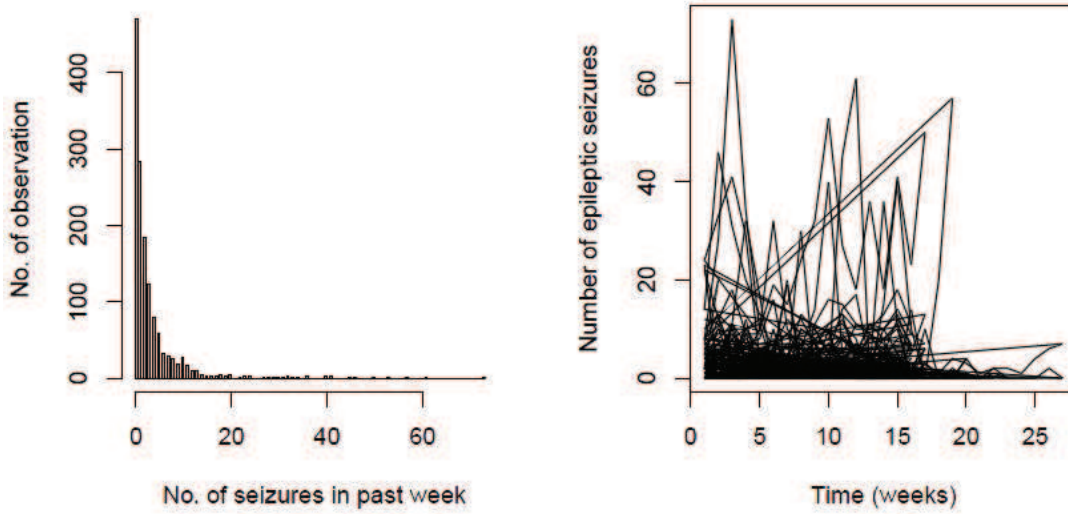 No. of observation
400
300
200
100
0
0 20 40 60
No. of seizures in past week
Number of epileptic seizures
60
40
20
0
0 5 10 15 20 25
Time (weeks)